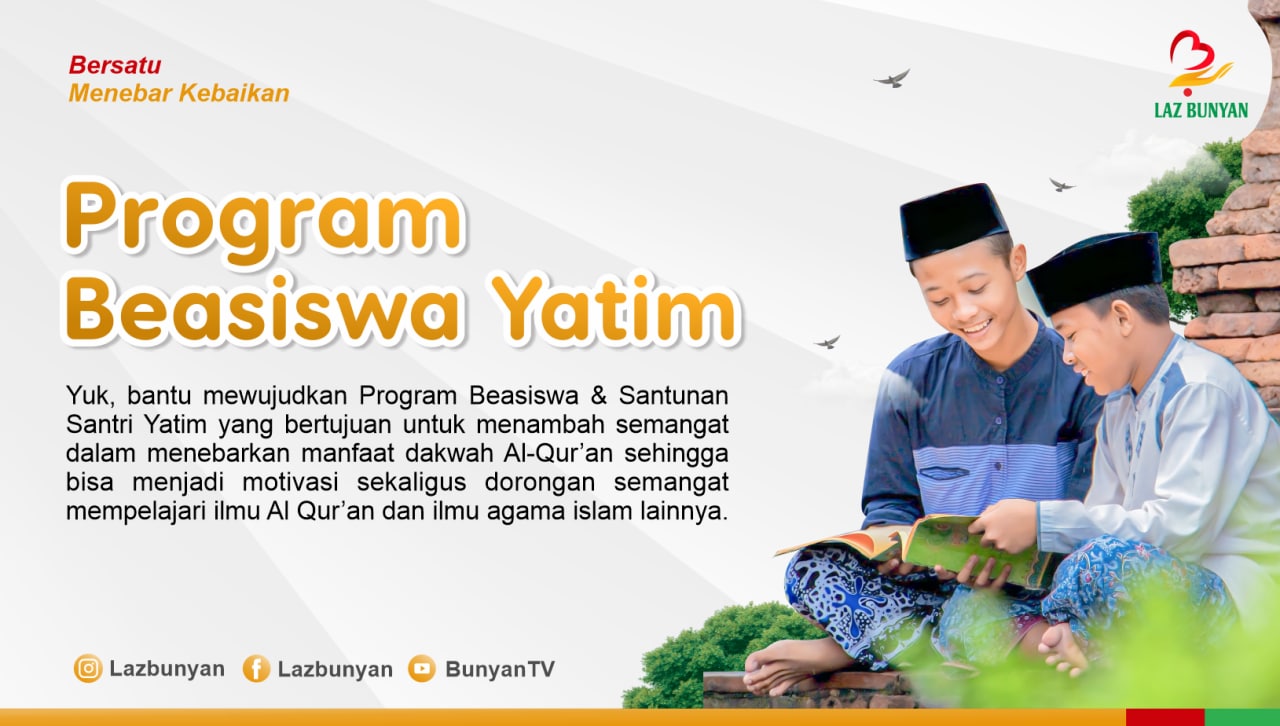 Bersatu
Menebar Kebaikan
LAZ BUNYAN
Program
Beasiswa Yatim
Yuk, bantu mewujudkan Program Beasiswa & Santunan
Santri Yatim yang bertujuan untuk menambah semangat
dalam menebarkan manfaat dakwah Al-Qur’an sehingga
bisa menjadi motivasi sekaligus dorongan semangat
mempelajari ilmu Al Qur’an dan ilmu agama islam lainnya.
Lazbunyan Lazbunyan BunyanTV